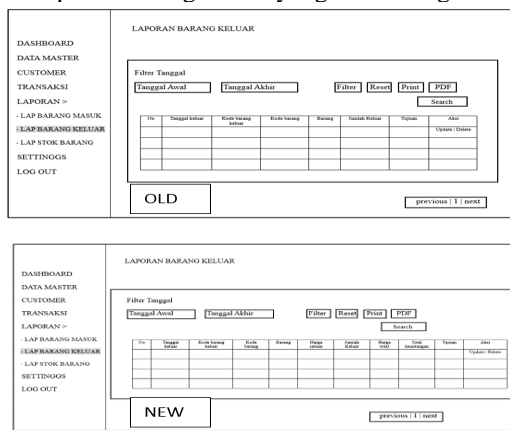 LAPORAN BARANG KELUAR
DASHBOARD
DATA MASTER
CUSTOMER
TRANSAKSI
LAPORAN >
- LAP BARANG MASUK
- LAP BARANG KELUAR
- LAP STOK BARANG
SETTINGGS
LOG OUT
Filter Tanggal
Tanggal Awal Tanggal Akhir Filter Reset Print PDF
Search
No Tanggal keluar Kode barang keluar Kode barang Barang Jumlah Keluar Tujuan Aksi
Update | Delete
OLD
previous | 1 | next
LAPORAN BARANG KELUAR
DASHBOARD
DATA MASTER
CUSTOMER
TRANSAKSI
LAPORAN >
- LAP BARANG MASUK
- LAP BARANG KELUAR
- LAP STOK BARANG
SETTINGGS
LOG OUT
Filter Tanggal
Tanggal Awal Tanggal Akhir Filter Reset Print PDF
Search
No Tanggal keluar Kode barang keluar Kode barang Barang Harga satuan Jumlah Keluar Harga total Total keuntungan Tujuan Aksi
Update | Delete
NEW
previous | 1 | next